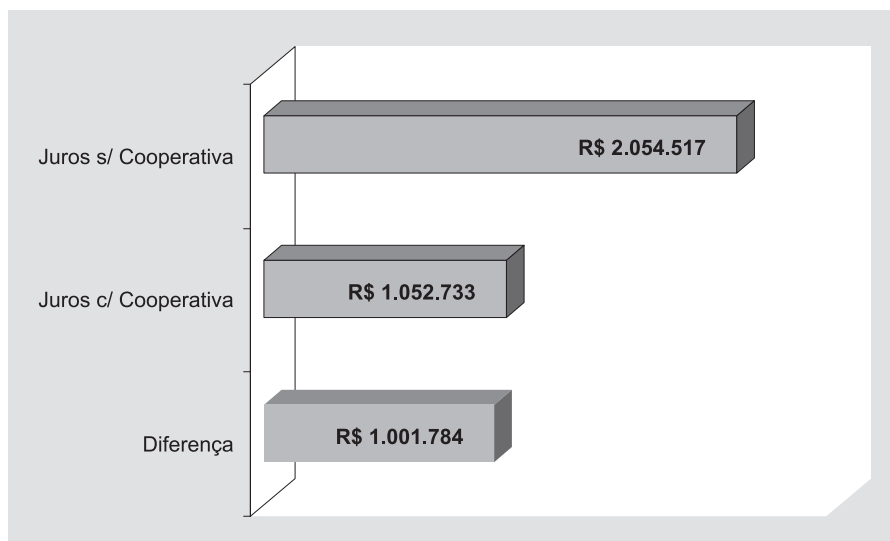 Juros s/ Cooperativa
R$ 2.054.517
Juros c/ Cooperativa
R$ 1.052.733
Diferença
R$ 1.001.784